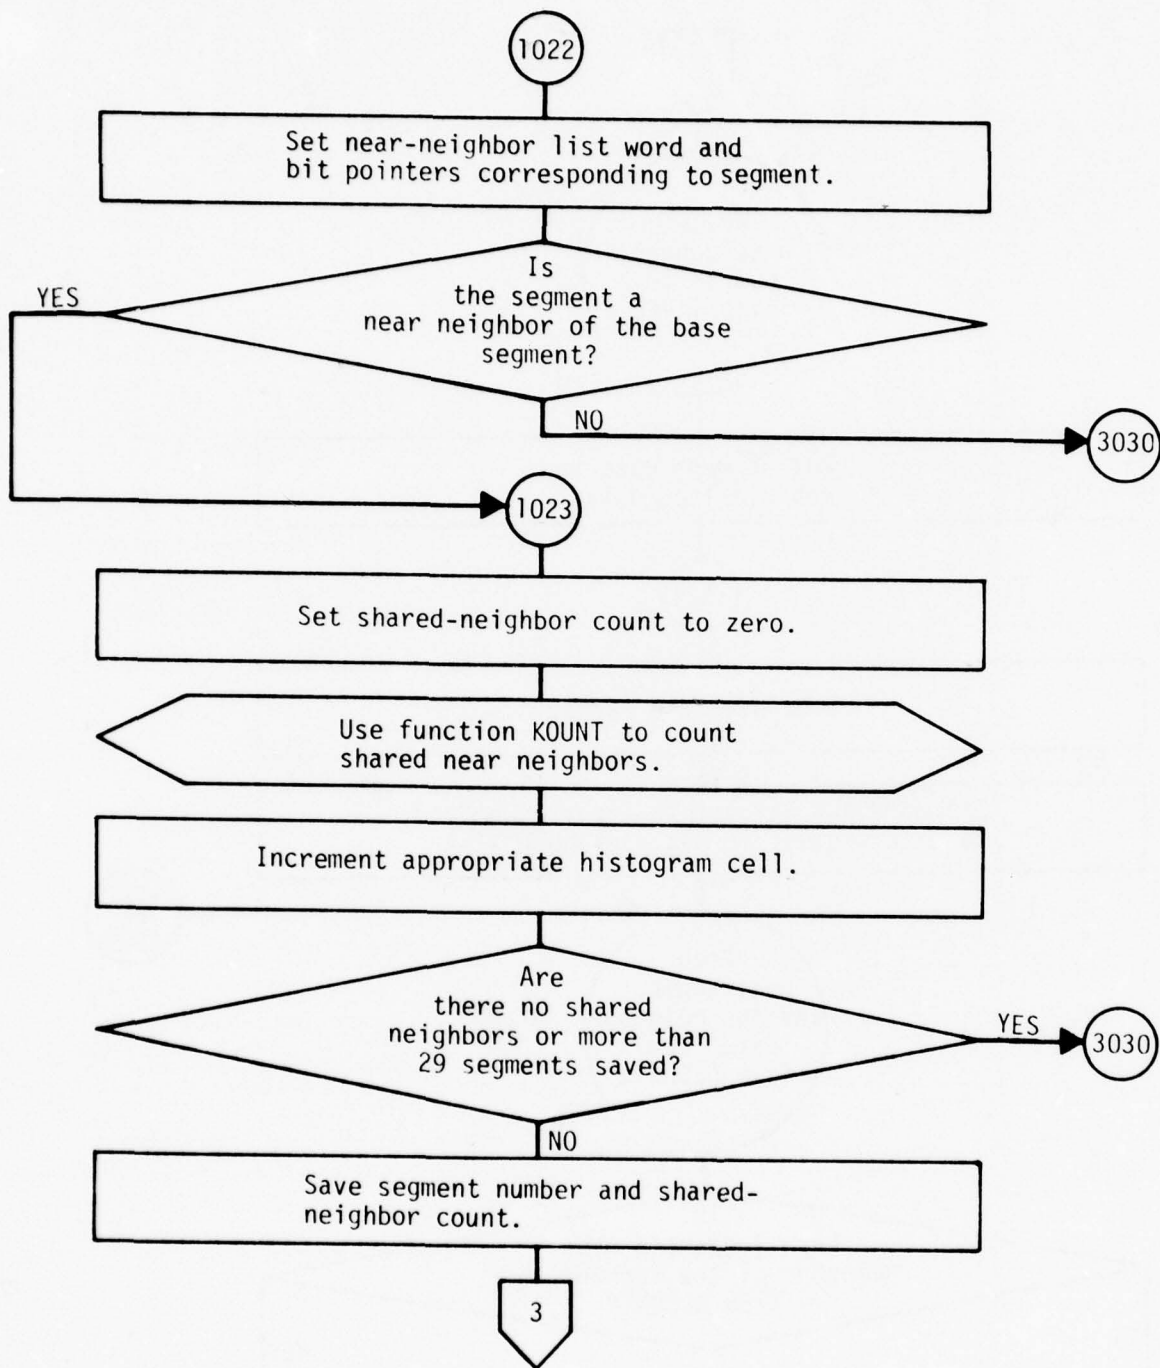 1022
Set near-neighbor list word and
bit pointers corresponding to segment.
Is
the segment a
near neighbor of the base
segment?
YES
NO
3030
1023
Set shared-neighbor count to zero.
Use function KOUNT to count
shared near neighbors.
Increment appropriate histogram cell.
Are
there no shared
neighbors or more than
29 segments saved?
YES
3030
NO
Save segment number and shared-
neighbor count.
3